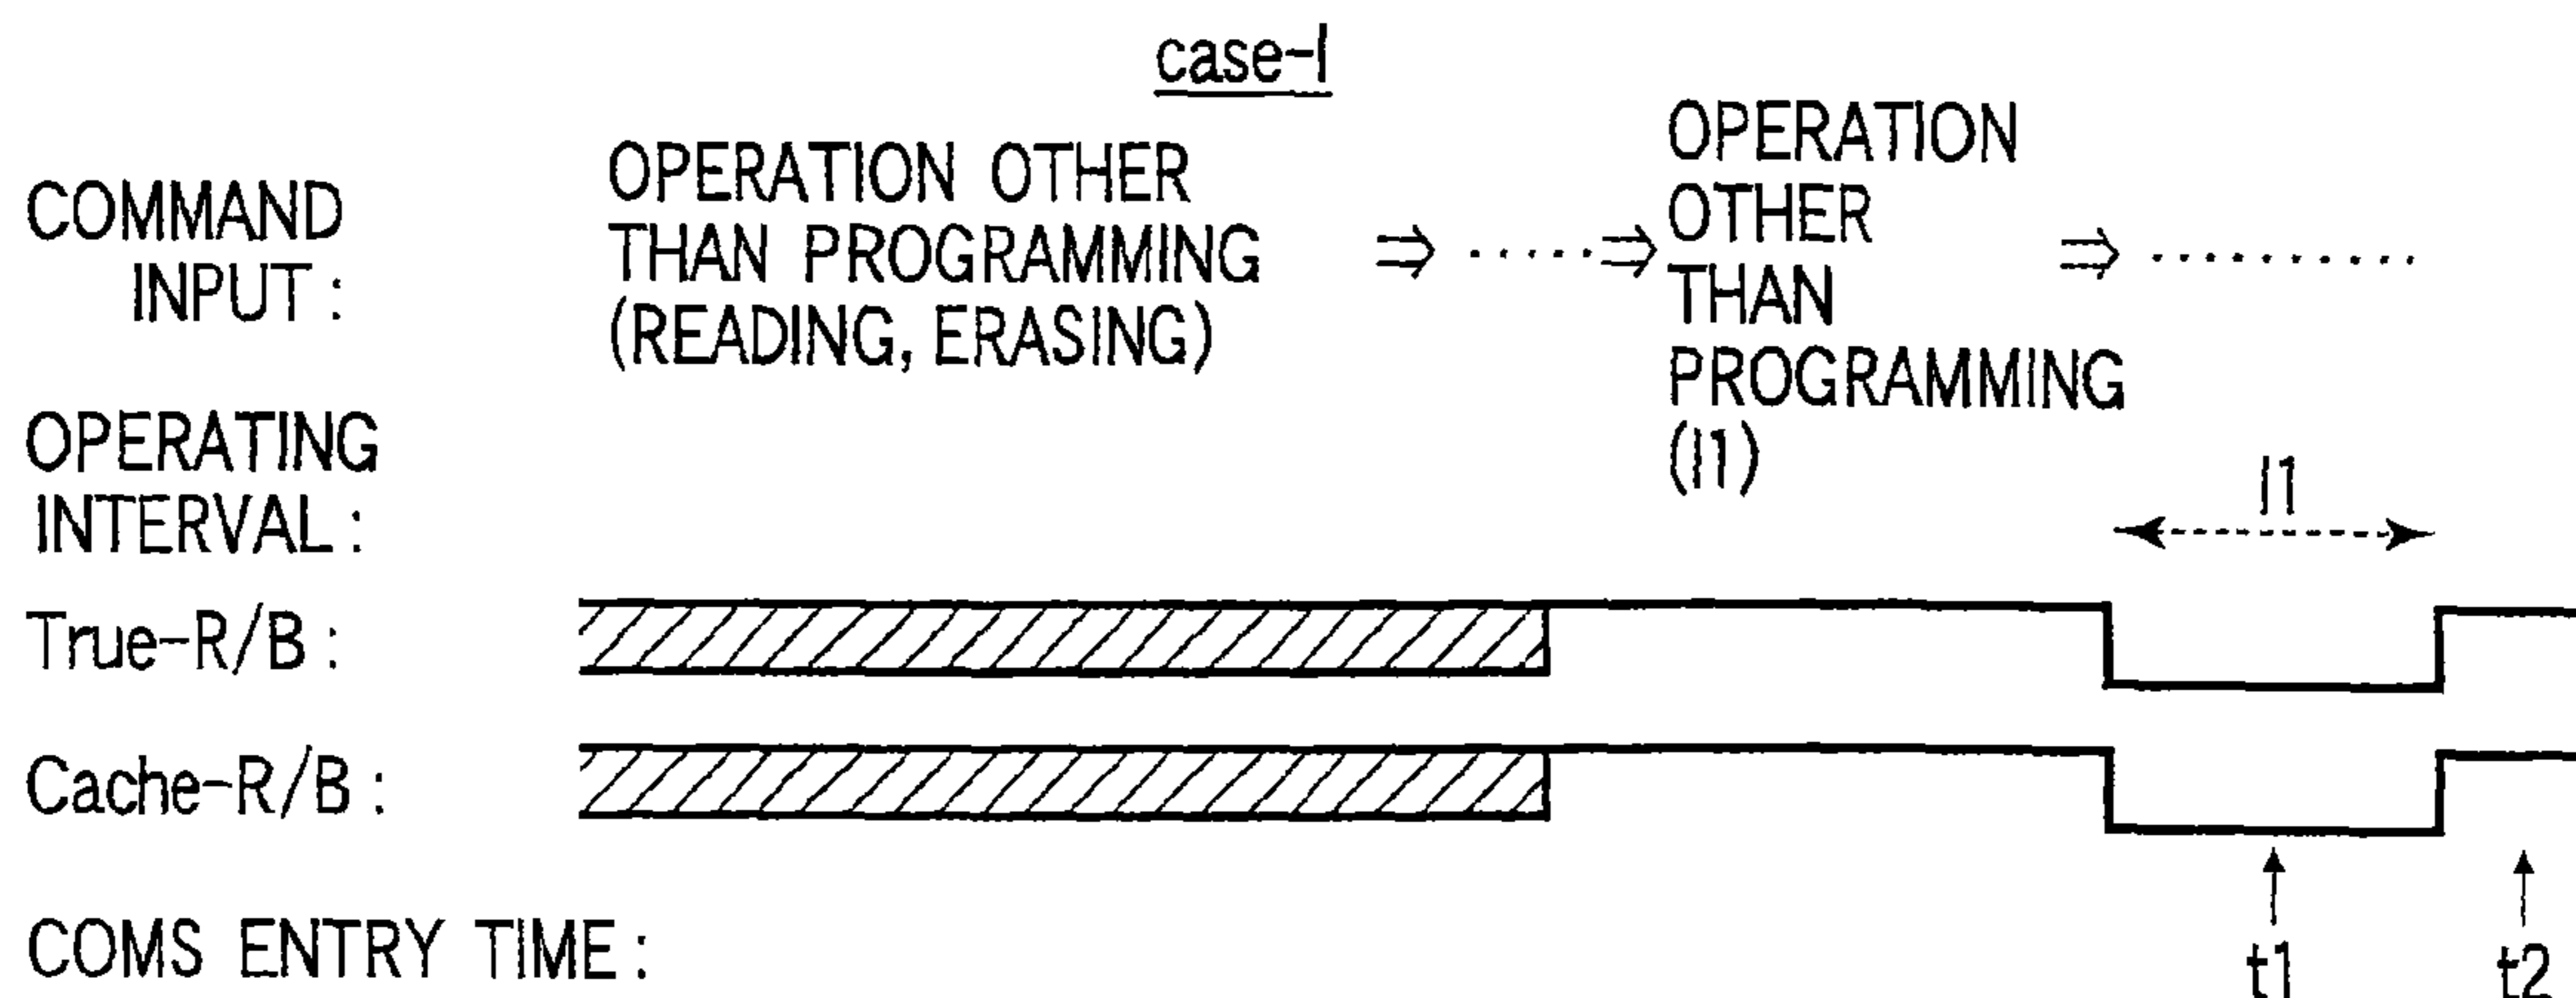 case-I
COMMAND
INPUT :
OPERATION OTHER
THAN PROGRAMMING
(READING, ERASING)
⇒ ·····⇒
OPERATION
OTHER
THAN
PROGRAMMING
(I1)
⇒ ··········
OPERATING
INTERVAL :
I1
True-R/B :
Cache-R/B :
COMS ENTRY TIME :
t1
t2